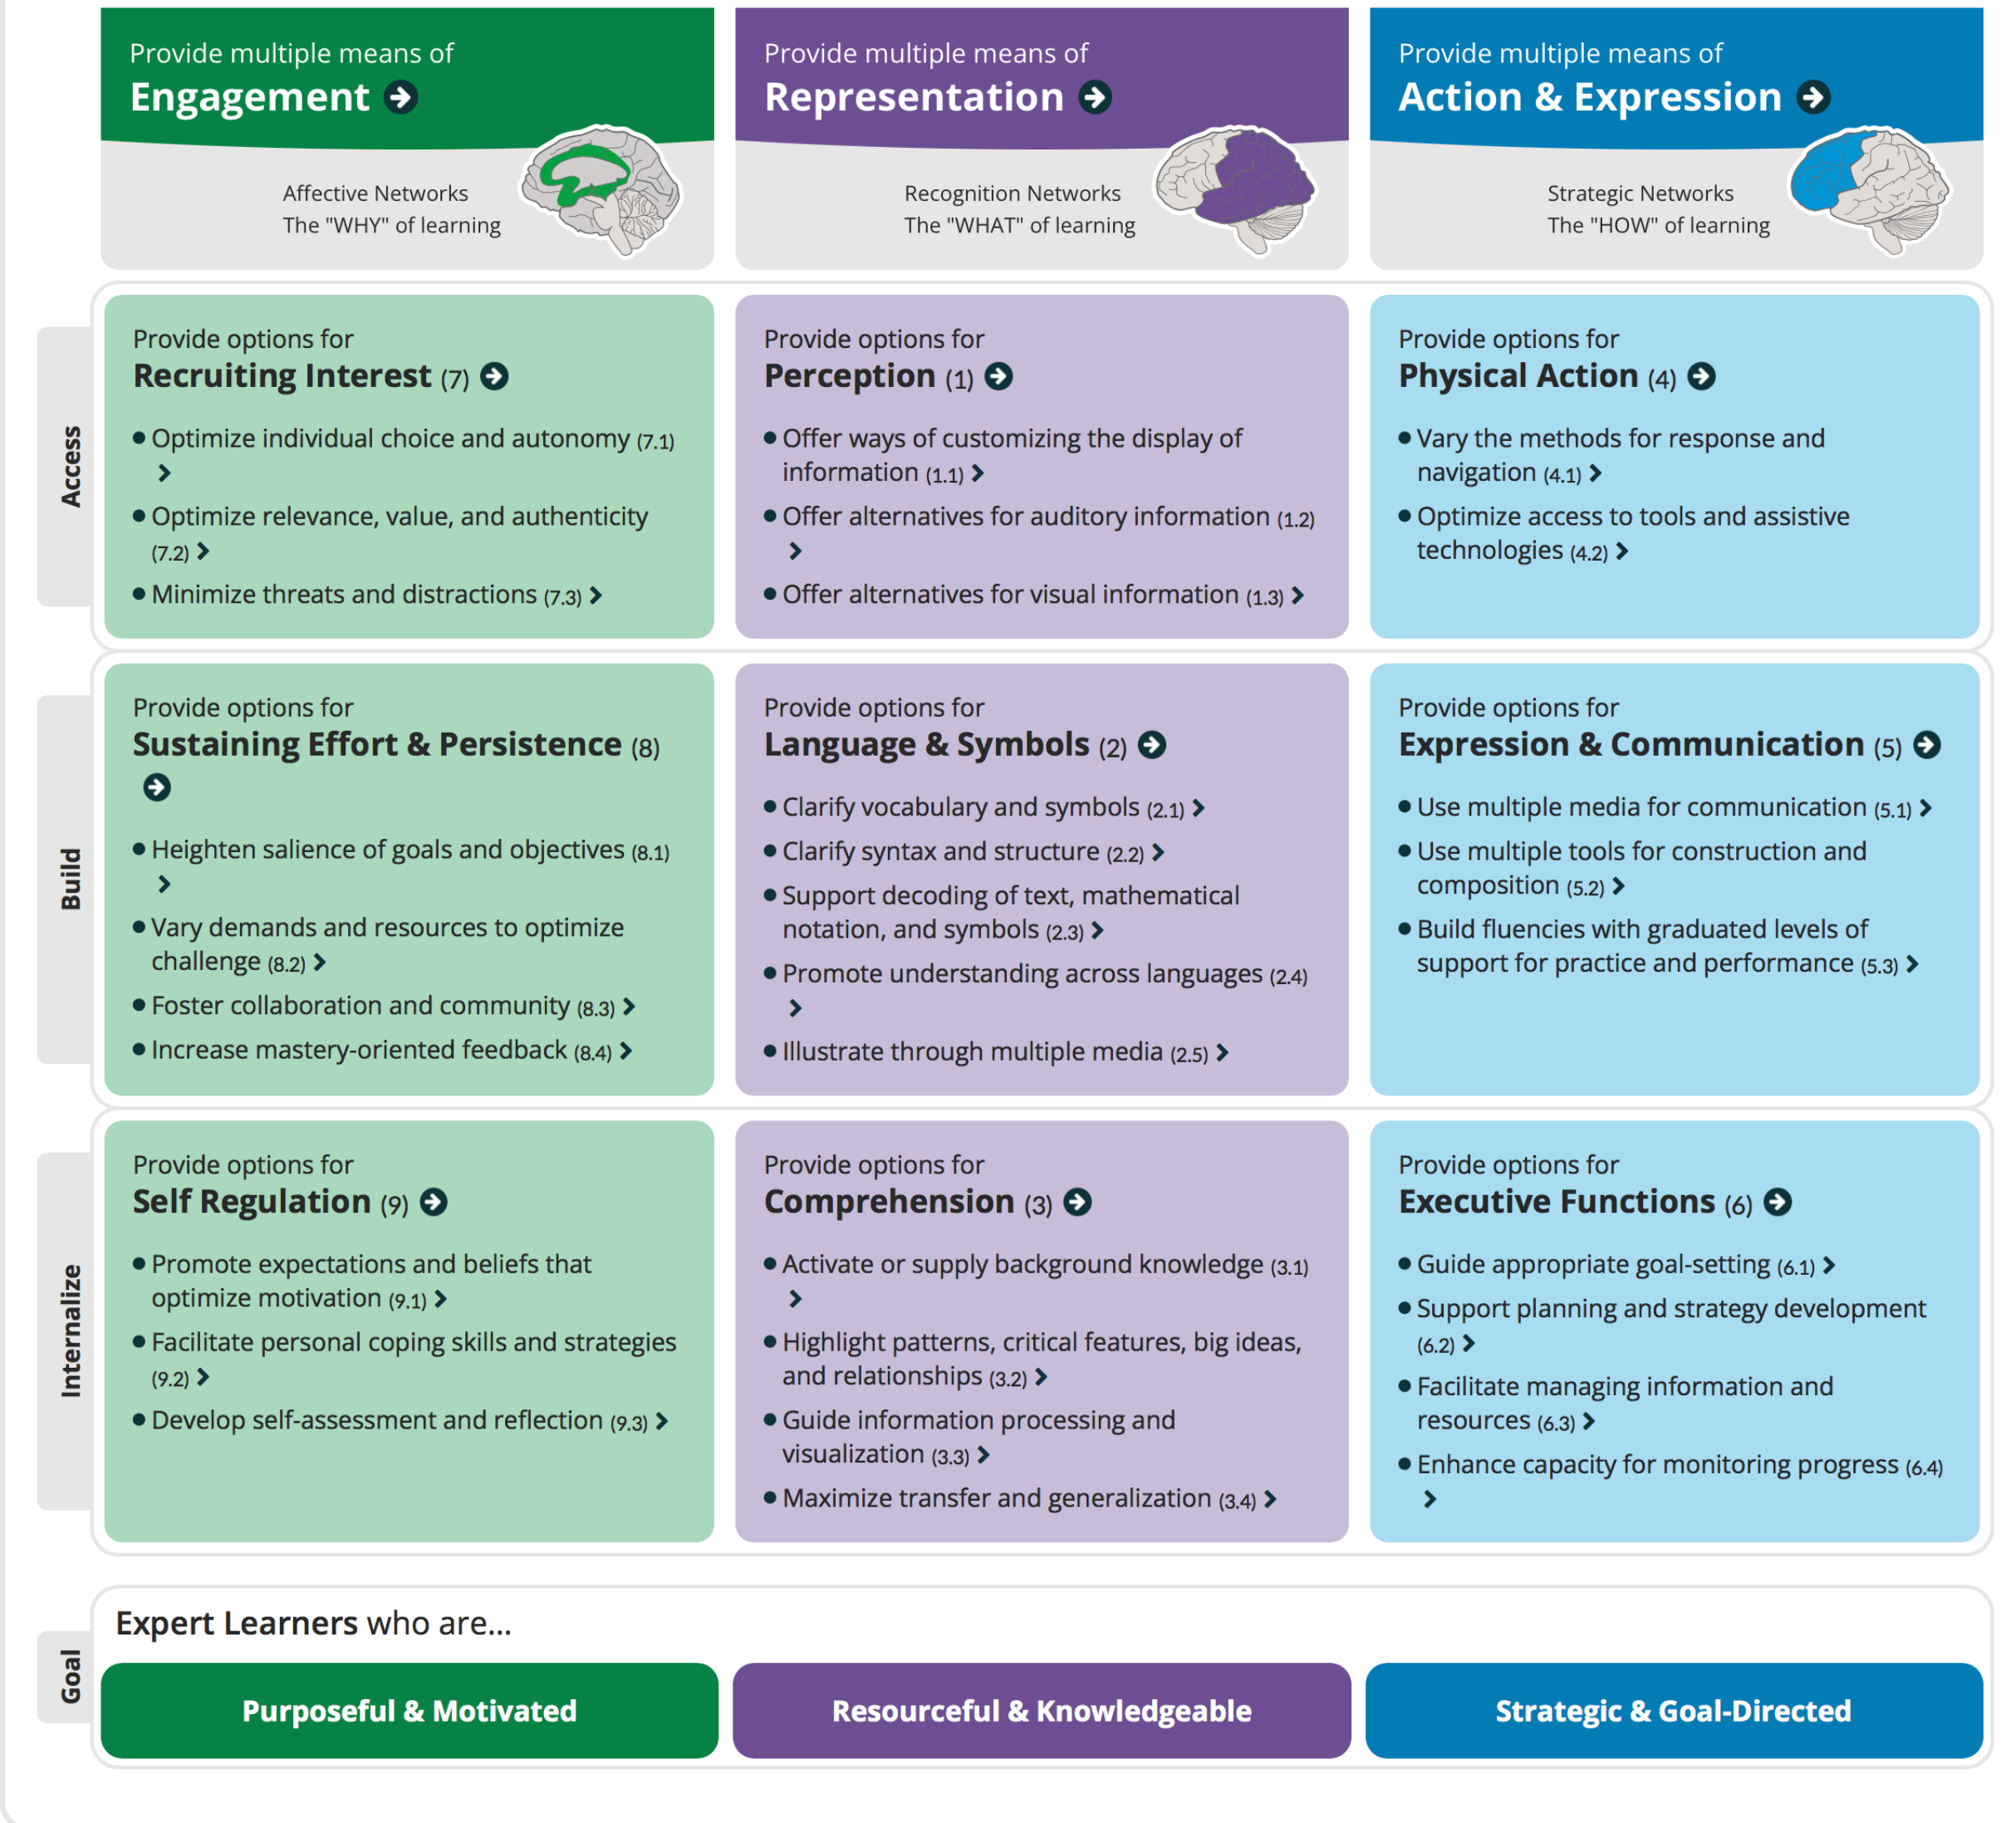 Provide multiple means of
Engagement
Affective Networks
The "WHY" of learning
Provide multiple means of
Representation
Recognition Networks
The "WHAT" of learning
Provide multiple means of
Action & Expression
Strategic Networks
The "HOW" of learning
Access
Provide options for
Recruiting Interest (7)
Optimize individual choice and autonomy (7.1)
Optimize relevance, value, and authenticity
(7.2)
Minimize threats and distractions (7.3)
Provide options for
Perception (1)
Offer ways of customizing the display of
information (1.1)
Offer alternatives for auditory information (1.2)
Offer alternatives for visual information (1.3)
Provide options for
Physical Action (4)
Vary the methods for response and
navigation (4.1)
Optimize access to tools and assistive
technologies (4.2)
Build
Provide options for
Sustaining Effort & Persistence (8)
Heighten salience of goals and objectives (8.1)
Vary demands and resources to optimize
challenge (8.2)
Foster collaboration and community (8.3)
Increase mastery-oriented feedback (8.4)
Provide options for
Language & Symbols (2)
Clarify vocabulary and symbols (2.1)
Clarify syntax and structure (2.2)
Support decoding of text, mathematical
notation, and symbols (2.3)
Promote understanding across languages (2.4)
Illustrate through multiple media (2.5)
Provide options for
Expression & Communication (5)
Use multiple media for communication (5.1)
Use multiple tools for construction and
composition (5.2)
Build fluencies with graduated levels of
support for practice and performance (5.3)
Internalize
Provide options for
Self Regulation (9)
Promote expectations and beliefs that
optimize motivation (9.1)
Facilitate personal coping skills and strategies
(9.2)
Develop self-assessment and reflection (9.3)
Provide options for
Comprehension (3)
Activate or supply background knowledge (3.1)
Highlight patterns, critical features, big ideas,
and relationships (3.2)
Guide information processing and
visualization (3.3)
Maximize transfer and generalization (3.4)
Provide options for
Executive Functions (6)
Guide appropriate goal-setting (6.1)
Support planning and strategy development
(6.2)
Facilitate managing information and
resources (6.3)
Enhance capacity for monitoring progress (6.4)
Goal
Expert Learners who are...
Purposeful & Motivated
Resourceful & Knowledgeable
Strategic & Goal-Directed